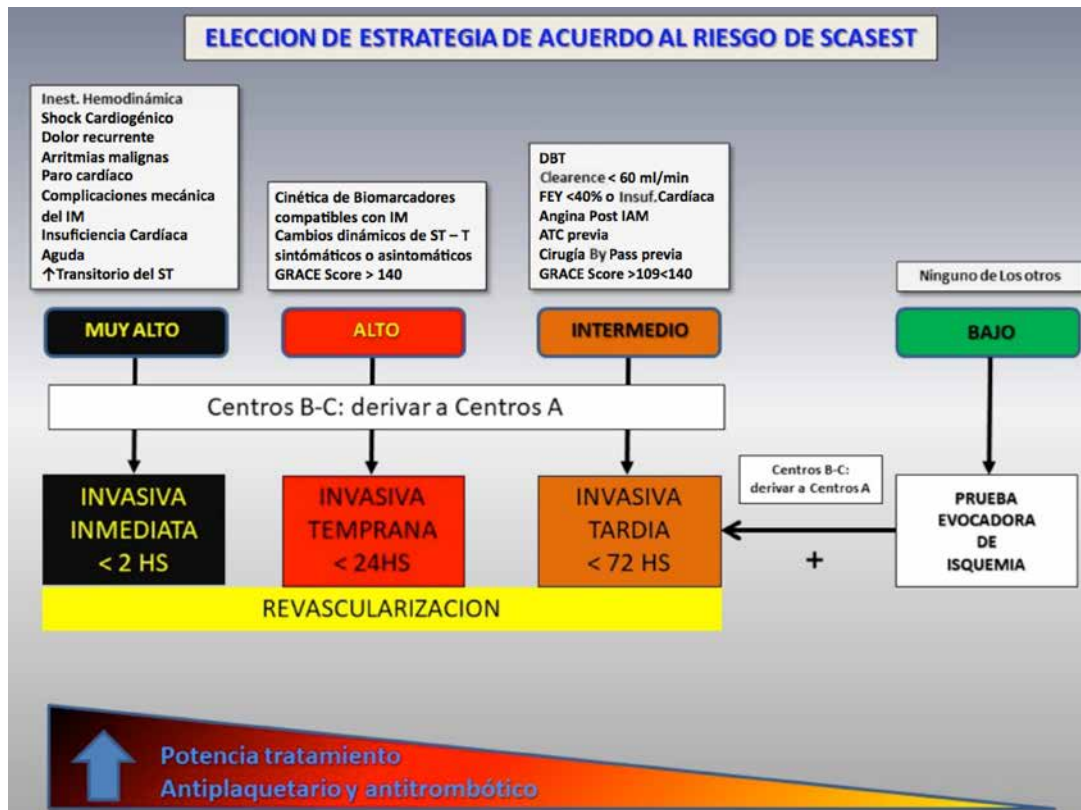 ELECCION DE ESTRATEGIA DE ACUERDO AL RIESGO DE SCASEST
Inest. Hemodinámica
Shock Cardiogénico
Dolor recurrente
Arritmias malignas
Paro cardíaco
Complicaciones mecánica
del IM
Insuficiencia Cardíaca
Aguda
↑Transitorio del ST
Cinética de Biomarcadores
compatibles con IM
Cambios dinámicos de ST – T
sintómáticos o asintomáticos
GRACE Score > 140
DBT
Clearence < 60 ml/min
FEY <40% o Insuf.Cardíaca
Angina Post IAM
ATC previa
Cirugía By Pass previa
GRACE Score >109<140
Ninguno de Los otros
MUY ALTO
ALTO
INTERMEDIO
BAJO
Centros B-C: derivar a Centros A
INVASIVA
INMEDIATA
< 2 HS
INVASIVA
TEMPRANA
< 24HS
INVASIVA
TARDIA
< 72 HS
Centros B-C:
derivar a Centros A
+
PRUEBA
EVOCADORA
DE
ISQUEMIA
REVASCULARIZACION
Potencia tratamiento
Antiplaquetario y antitrombótico